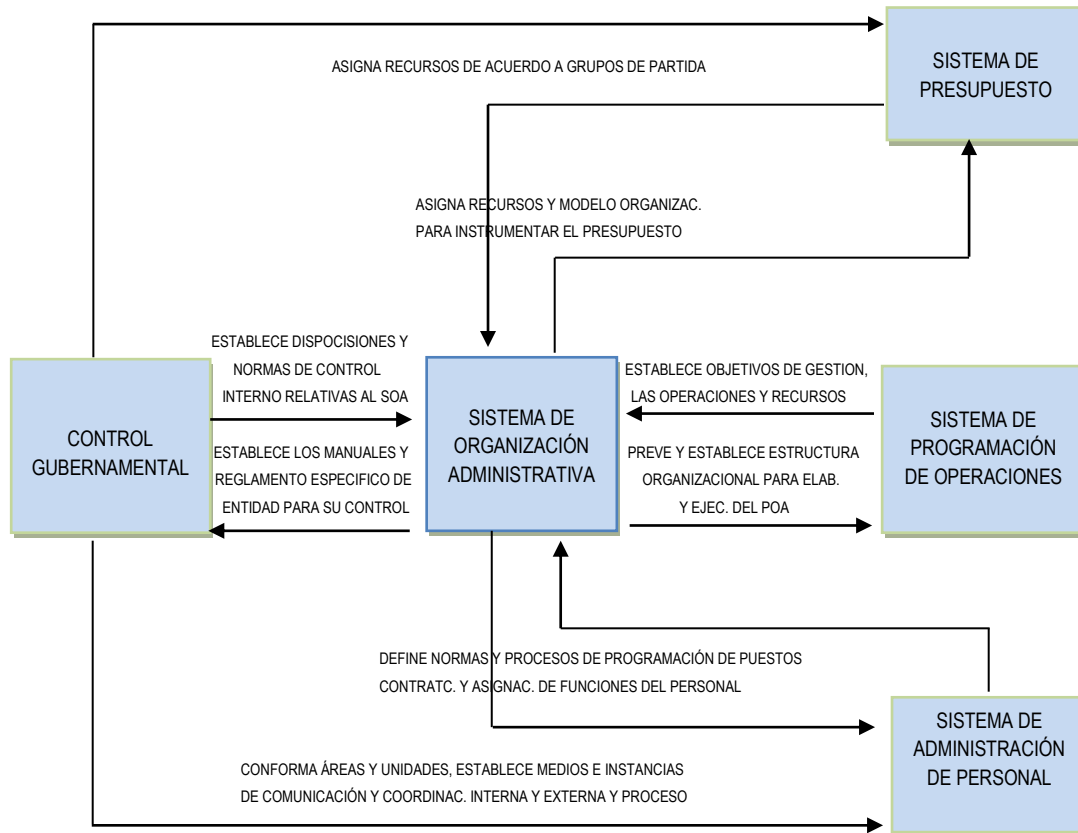 SISTEMA DE
PRESUPUESTO
ASIGNA RECURSOS DE ACUERDO A GRUPOS DE PARTIDA
ASIGNA RECURSOS Y MODELO ORGANIZAC.
PARA INSTRUMENTAR EL PRESUPUESTO
ESTABLECE DISPOCISIONES Y
NORMAS DE CONTROL
INTERNO RELATIVAS AL SOA
ESTABLECE LOS MANUALES Y
REGLAMENTO ESPECIFICO DE
ENTIDAD PARA SU CONTROL
CONTROL
GUBERNAMENTAL
SISTEMA DE
ORGANIZACIÓN
ADMINISTRATIVA
ESTABLECE OBJETIVOS DE GESTION,
LAS OPERACIONES Y RECURSOS
PREVE Y ESTABLECE ESTRUCTURA
ORGANIZACIONAL PARA ELAB.
Y EJEC. DEL POA
SISTEMA DE
PROGRAMACIÓN
DE OPERACIONES
DEFINE NORMAS Y PROCESOS DE PROGRAMACIÓN DE PUESTOS
CONTRATC. Y ASIGNAC. DE FUNCIONES DEL PERSONAL
SISTEMA DE
ADMINISTRACIÓN
DE PERSONAL
CONFORMA ÁREAS Y UNIDADES, ESTABLECE MEDIOS E INSTANCIAS
DE COMUNICACIÓN Y COORDINAC. INTERNA Y EXTERNA Y PROCESO